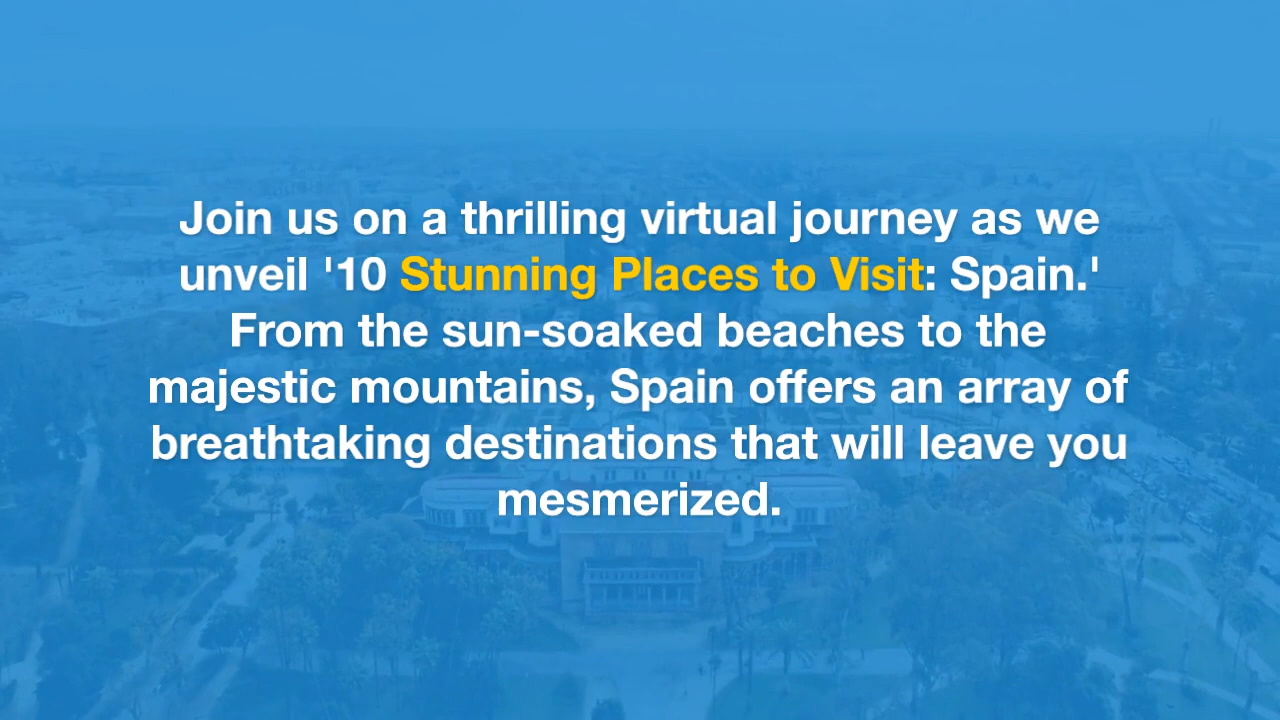 Join us on a thrilling virtual journey as we
unveil '10 Stunning Places to Visit: Spain.'
From the sun-soaked beaches to the
majestic mountains, Spain offers an array of
breathtaking destinations that will leave you
mesmerized.